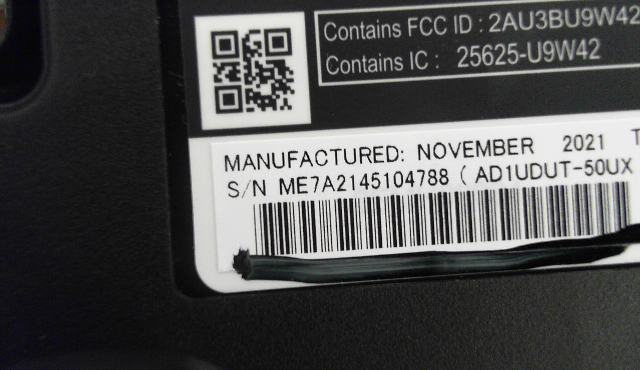 Contains FCC ID : 2AU3BU9W42
Contains IC : 25625-U9W42
MANUFACTURED: NOVEMBER 2021 T
S/N ME7A2145104788 ( AD1UDUT-50UX